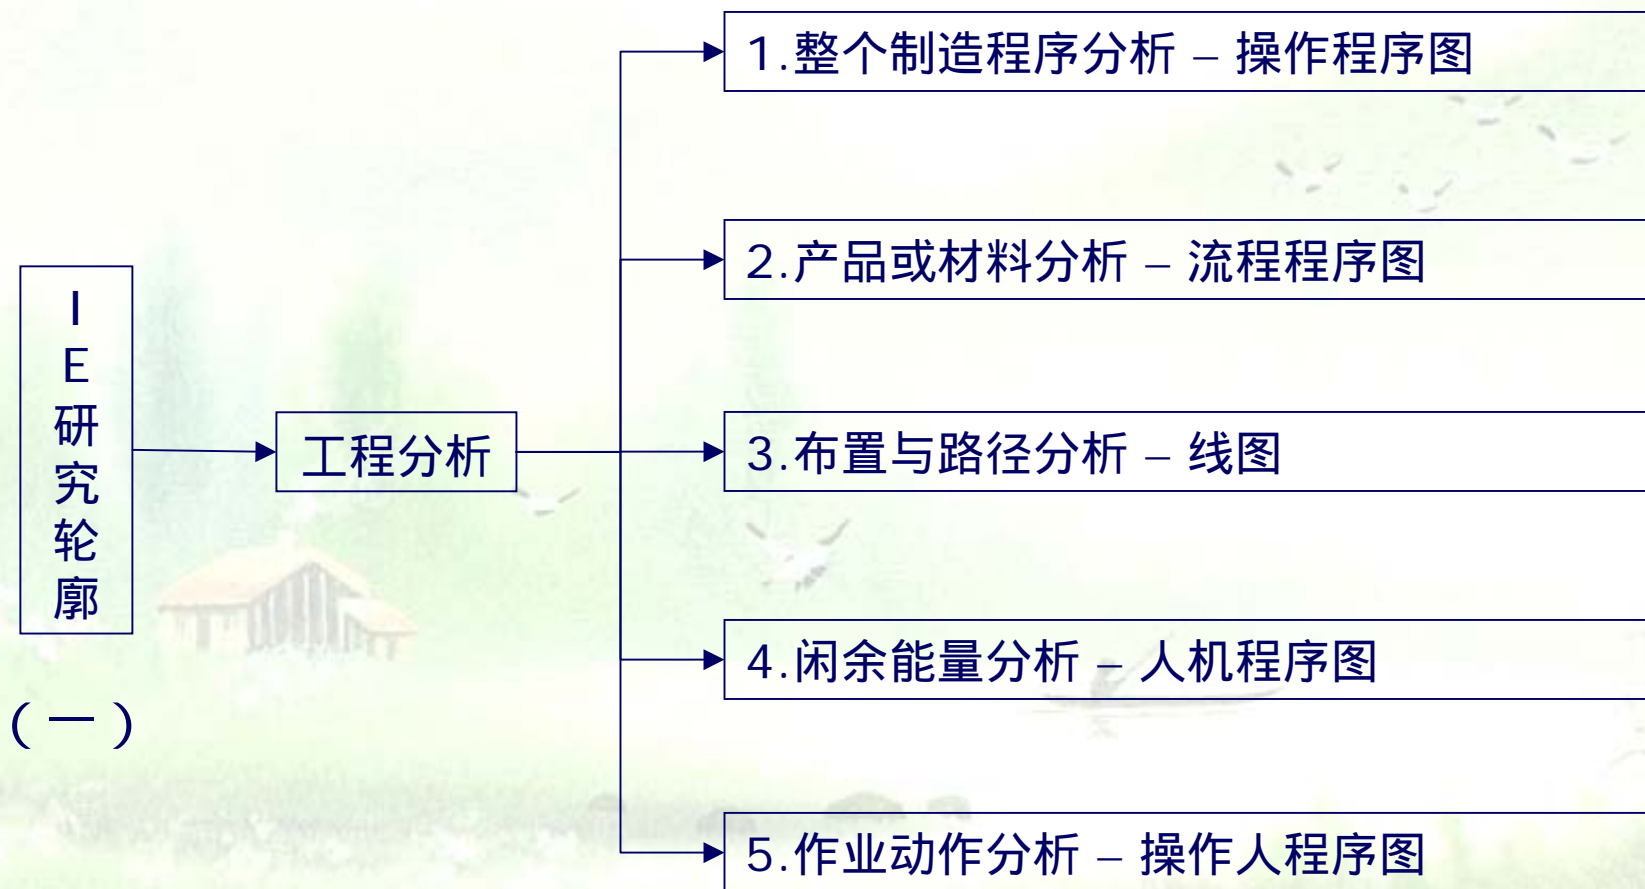 IE研究轮廓
(一)
工程分析
1.整个制造程序分析 – 操作程序图
2.产品或材料分析 – 流程程序图
3.布置与路径分析 – 线图
4.闲余能量分析 – 人机程序图
5.作业动作分析 – 操作人程序图